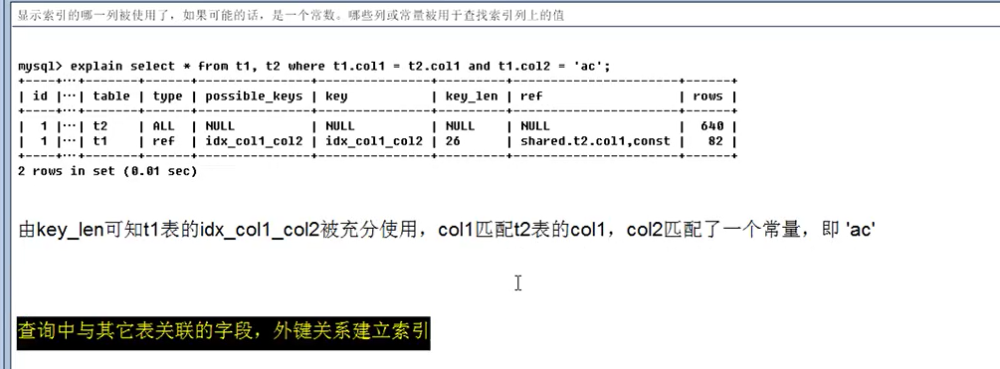 显示索引的哪一列被使用了，如果可能的话，是一个常数。哪些列或常量被用于查找索引列上的值
mysql> explain select * from t1, t2 where t1.col1 = t2.col1 and t1.col2 = 'ac';
+----+...+-------+------+---------------+---------------+---------+----------------------+------+
| id |...| table | type | possible_keys | key | key_len | ref | rows |
+----+...+-------+------+---------------+---------------+---------+----------------------+------+
| 1 |...| t2 | ALL | NULL | NULL | NULL | NULL | 640 |
| 1 |...| t1 | ref | idx_col1_col2 | idx_col1_col2 | 26 | shared.t2.col1,const | 82 |
+----+...+-------+------+---------------+---------------+---------+----------------------+------+
2 rows in set (0.01 sec)
由key_len可知t1表的idx_col1_col2被充分使用，col1匹配t2表的col1，col2匹配了一个常量，即 'ac'
查询中与其它表关联的字段，外键关系建立索引